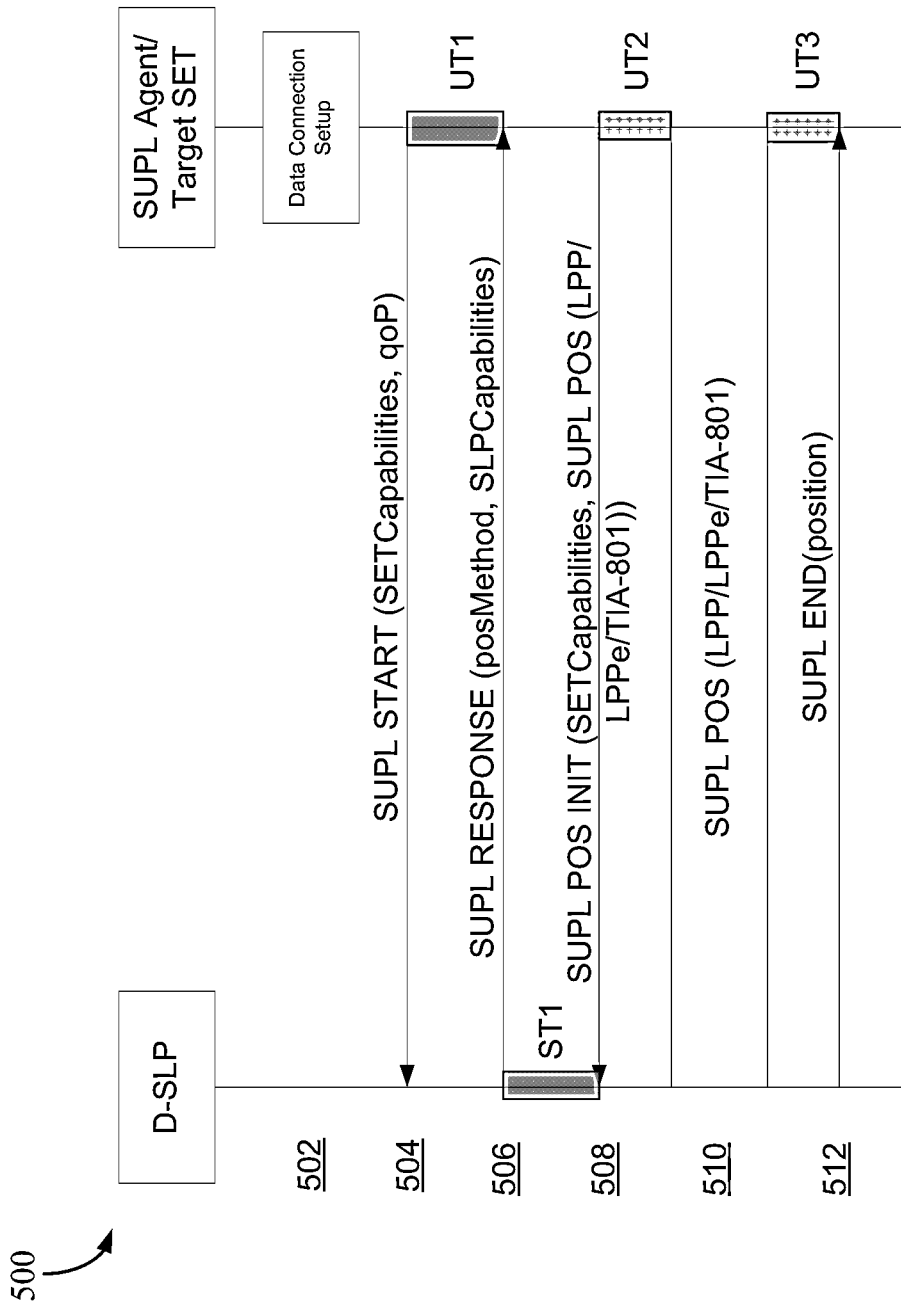 500
D-SLP
SUPL Agent/
Target SET
502
Data Connection
Setup
504
SUPL START (SETCapabilities, qoP)
UT1
506
SUPL RESPONSE (posMethod, SLPCapabilities)
ST1
508
SUPL POS INIT (SETCapabilities, SUPL POS (LPP/
LPPe/TIA-801))
UT2
510
SUPL POS (LPP/LPPe/TIA-801)
UT3
512
SUPL END(position)